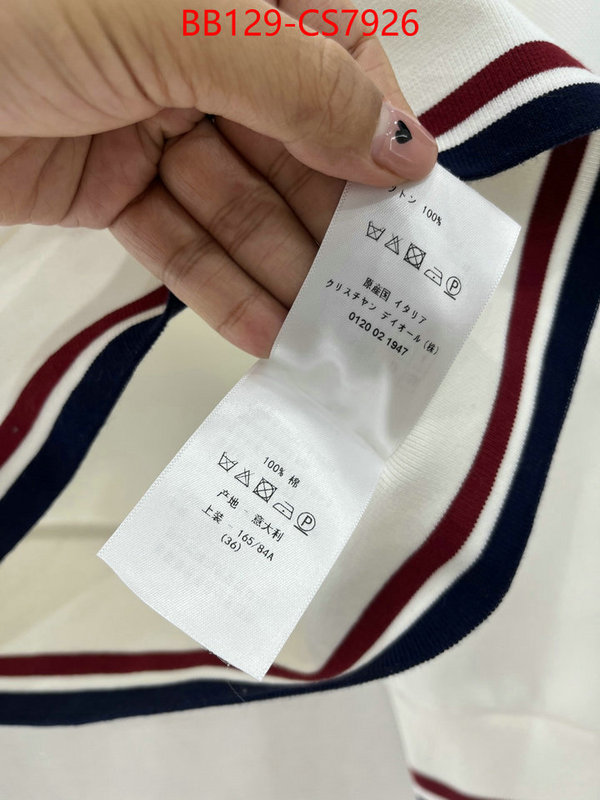 BB129-CS7926
トン 100%
原産国 イタリア
クリスチャン ディオール (株)
0120 02 1947
100% 棉
产地 - 意大利
上装 - 165/84A
(36)